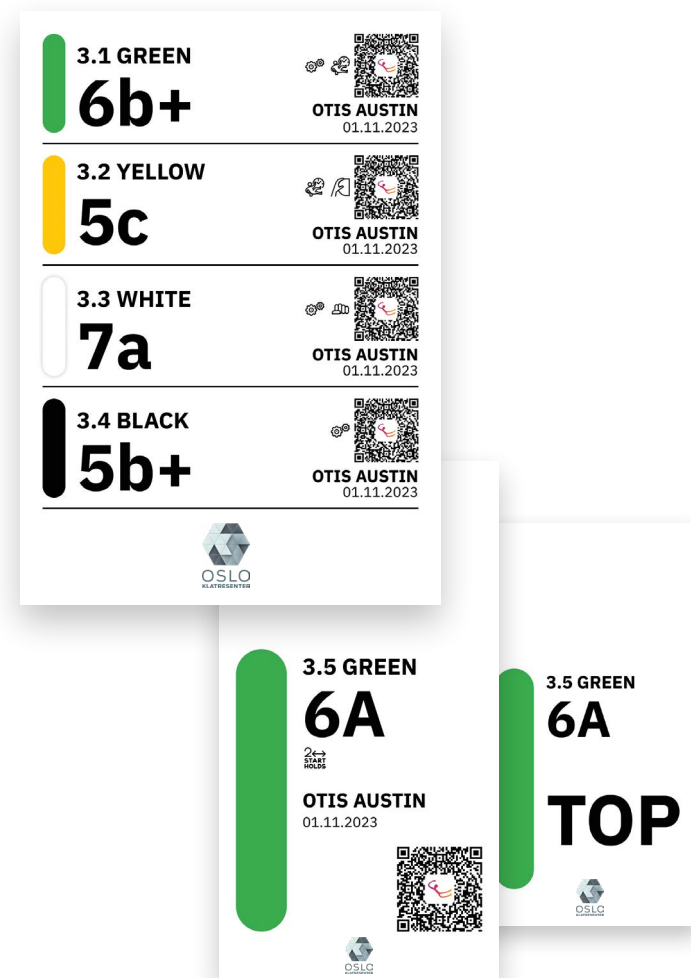 3.1 GREEN
6b+
OTIS AUSTIN
01.11.2023
3.2 YELLOW
5c
OTIS AUSTIN
01.11.2023
3.3 WHITE
7a
OTIS AUSTIN
01.11.2023
3.4 BLACK
5b+
OTIS AUSTIN
01.11.2023
OSLO
KLATRESENTER
3.5 GREEN
6A
2
START
HOLDS
OTIS AUSTIN
01.11.2023
OSLO
KLATRESENTER
3.5 GREEN
6A
TOP
OSLO
KLATRESENTER